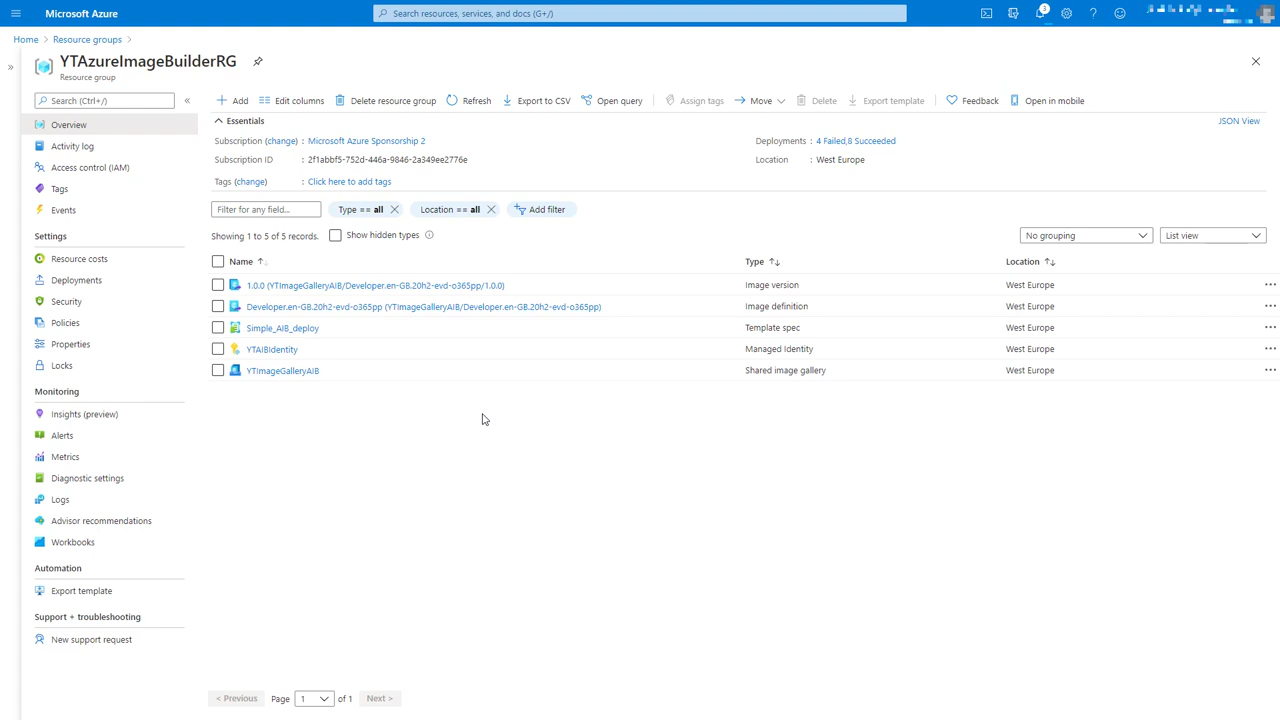 Microsoft Azure
Search resources, services, and docs (G+/)
3
Home > Resource groups >
YTAzureImageBuilderRG
Resource group
Search (Ctrl+/)
Overview
Activity log
Access control (IAM)
Tags
Events
Settings
Resource costs
Deployments
Security
Policies
Properties
Locks
Monitoring
Insights (preview)
Alerts
Metrics
Diagnostic settings
Logs
Advisor recommendations
Workbooks
Automation
Export template
Support + troubleshooting
New support request
Add Edit columns Delete resource group Refresh Export to CSV Open query Assign tags Move Delete Export template Feedback Open in mobile
Essentials JSON View
Subscription (change) : Microsoft Azure Sponsorship 2 Deployments : 4 Failed,8 Succeeded
Subscription ID : 2f1abbf5-752d-446a-9846-2a349ee2776e Location : West Europe
Tags (change) : Click here to add tags
Filter for any field... Type == all Location == all Add filter
Showing 1 to 5 of 5 records. Show hidden types No grouping List view
Name Type Location
1.0.0 (YTImageGalleryAIB/Developer.en-GB.20h2-evd-o365pp/1.0.0) Image version West Europe
Developer.en-GB.20h2-evd-o365pp (YTImageGalleryAIB/Developer.en-GB.20h2-evd-o365pp) Image definition West Europe
Simple_AIB_deploy Template spec West Europe
YTAIBIdentity Managed Identity West Europe
YTImageGalleryAIB Shared image gallery West Europe
< Previous Page 1 of 1 Next >